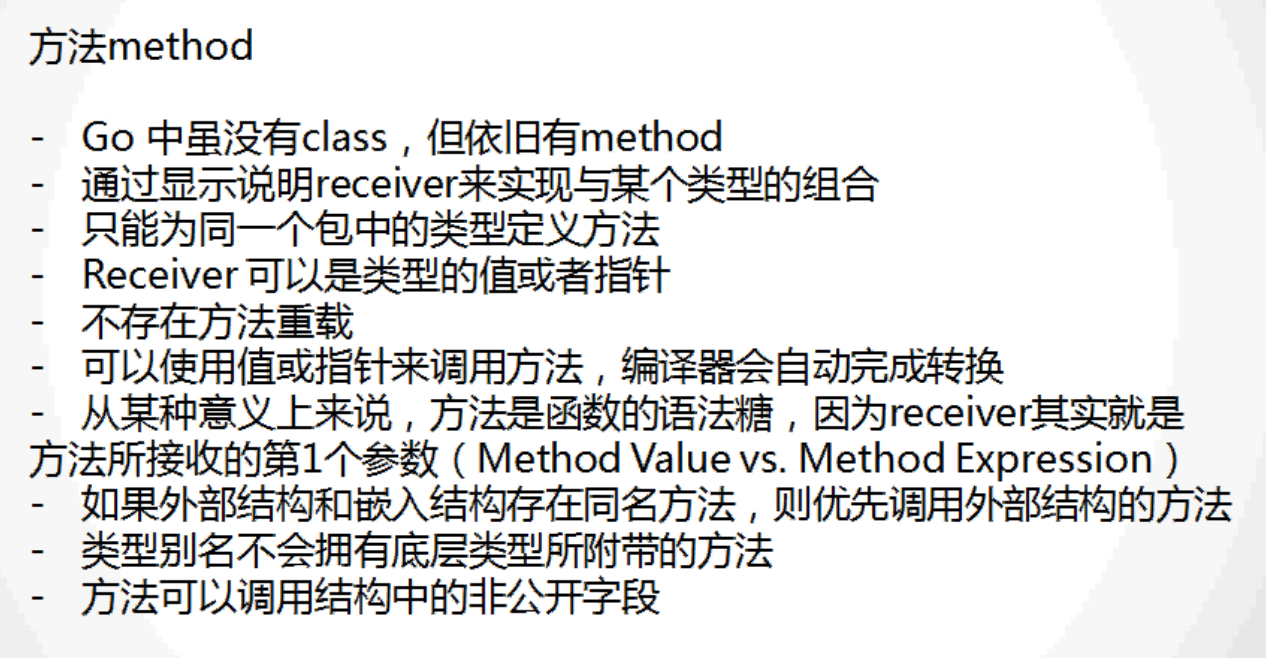 方法method
- Go 中虽没有class，但依旧有method
- 通过显示说明receiver来实现与某个类型的组合
- 只能为同一个包中的类型定义方法
- Receiver 可以是类型的值或者指针
- 不存在方法重载
- 可以使用值或指针来调用方法，编译器会自动完成转换
- 从某种意义上来说，方法是函数的语法糖，因为receiver其实就是
方法所接收的第1个参数（Method Value vs. Method Expression）
- 如果外部结构和嵌入结构存在同名方法，则优先调用外部结构的方法
- 类型别名不会拥有底层类型所附带的方法
- 方法可以调用结构中的非公开字段